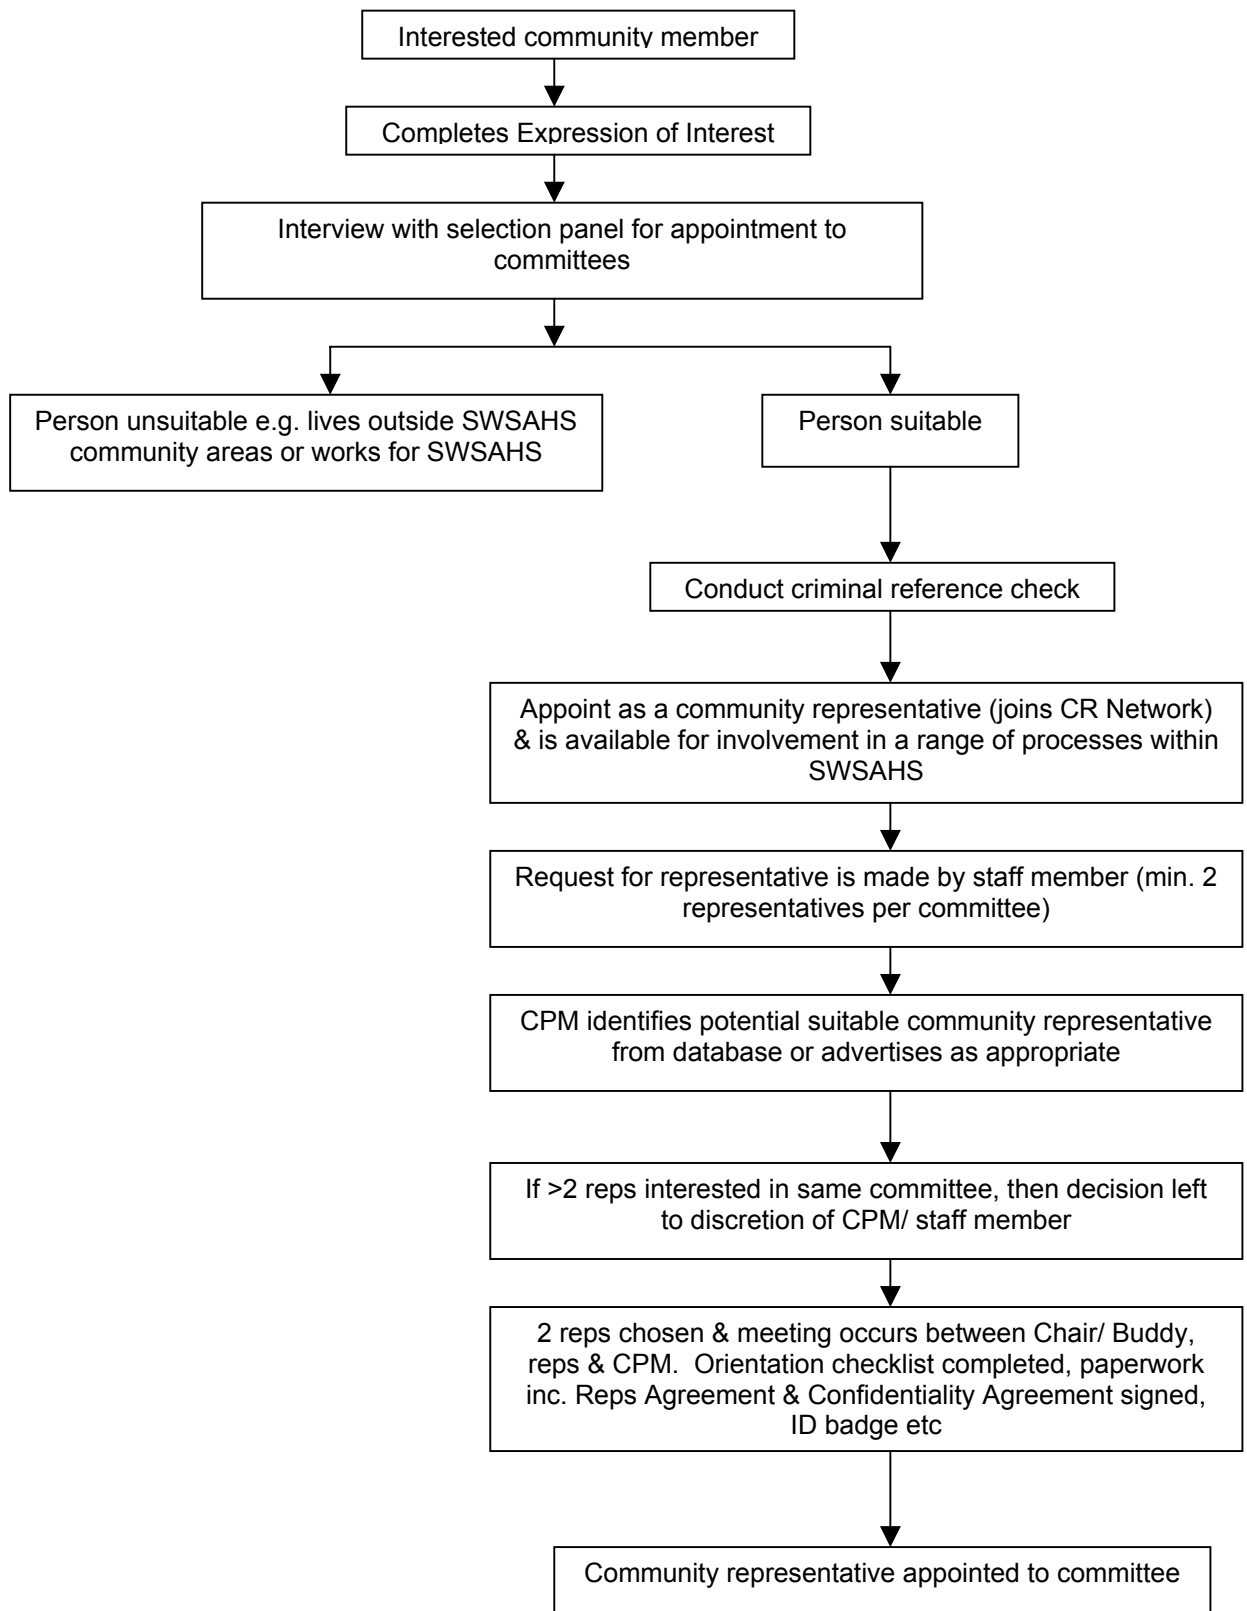 Interested community member
Completes Expression of Interest
Interview with selection panel for appointment to
committees
Person unsuitable e.g. lives outside SWSAHS
community areas or works for SWSAHS
Person suitable
Conduct criminal reference check
Appoint as a community representative (joins CR Network)
& is available for involvement in a range of processes within
SWSAHS
Request for representative is made by staff member (min. 2
representatives per committee)
CPM identifies potential suitable community representative
from database or advertises as appropriate
If >2 reps interested in same committee, then decision left
to discretion of CPM/ staff member
2 reps chosen & meeting occurs between Chair/ Buddy,
reps & CPM.  Orientation checklist completed, paperwork
inc. Reps Agreement & Confidentiality Agreement signed,
ID badge etc
Community representative appointed to committee